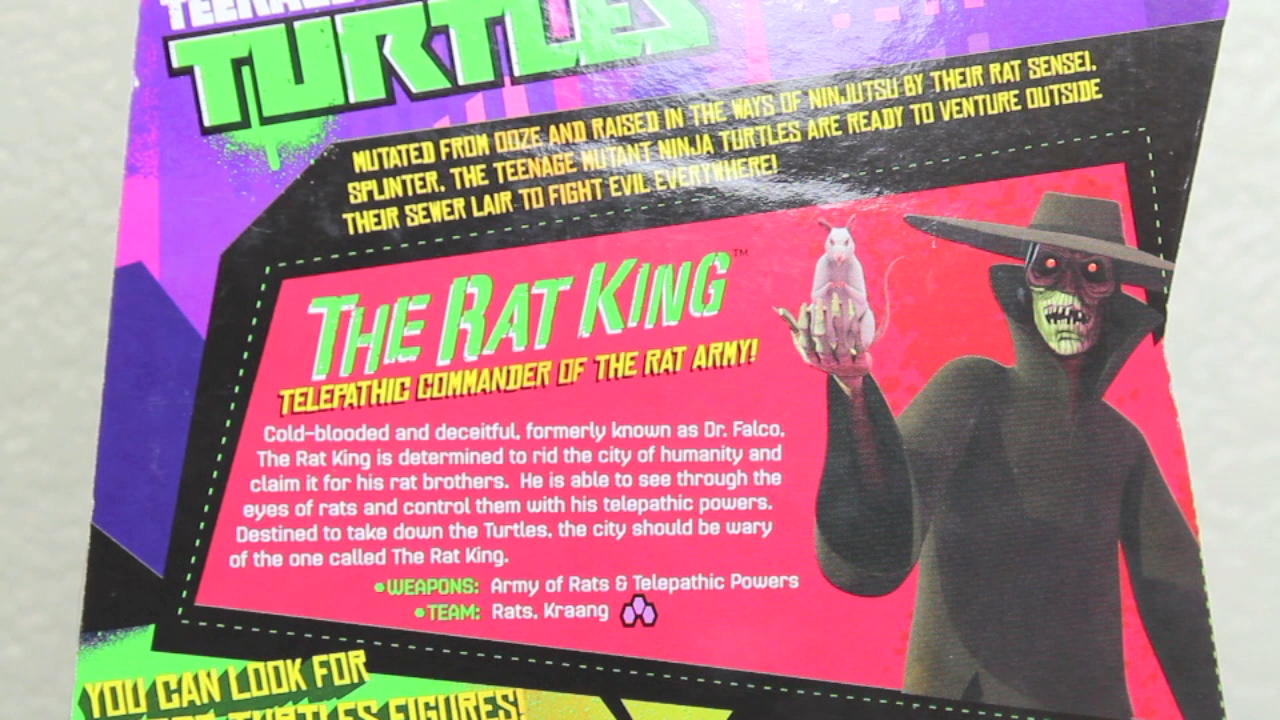 TEENAGE
TURTLES
MUTATED FROM OOZE AND RAISED IN THE WAYS OF NINJUTSU BY THEIR RAT SENSEI,
SPLINTER, THE TEENAGE MUTANT NINJA TURTLES ARE READY TO VENTURE OUTSIDE
THEIR SEWER LAIR TO FIGHT EVIL EVERYWHERE!
THE RAT KING™
TELEPATHIC COMMANDER OF THE RAT ARMY!
Cold-blooded and deceitful, formerly known as Dr. Falco,
The Rat King is determined to rid the city of humanity and
claim it for his rat brothers. He is able to see through the
eyes of rats and control them with his telepathic powers.
Destined to take down the Turtles, the city should be wary
of the one called The Rat King.
•WEAPONS: Army of Rats & Telepathic Powers
•TEAM: Rats, Kraang
YOU CAN LOOK FOR
TURTLES FIGURES!